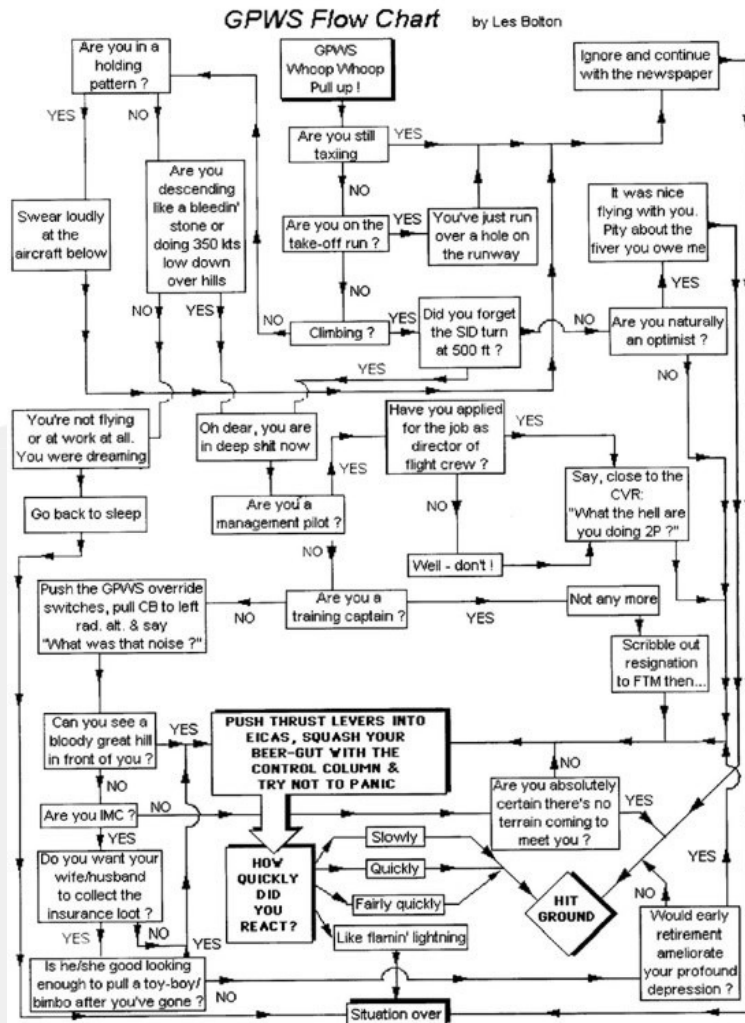 GPWS Flow Chart by Les Bolton
Are you in a
holding
pattern ?
GPWS
Whoop Whoop
Pull up !
Ignore and continue
with the newspaper
YES
NO
Are you still
taxiing
YES
NO
Are you
descending
like a bleedin'
stone or
doing 350 kts
low down
over hills
Swear loudly
at the
aircraft below
Are you on the
take-off run ?
YES
You've just run
over a hole on
the runway
It was nice
flying with you.
Pity about the
fiver you owe me
NO
YES
NO
YES
NO
Climbing ?
YES
Did you forget
the SID turn
at 500 ft ?
NO
Are you naturally
an optimist ?
YES
NO
You're not flying
or at work at all.
You were dreaming
Oh dear, you are
in deep shit now
Have you applied
for the job as
director of
flight crew ?
YES
YES
Say, close to the
CVR:
"What the hell are
you doing 2P ?"
Go back to sleep
Are you a
management pilot ?
NO
NO
Well - don't !
Push the GPWS override
switches, pull CB to left
rad. alt. & say
"What was that noise ?"
NO
Are you a
training captain ?
YES
Not any more
Scribble out
resignation
to FTM then...
Can you see a
bloody great hill
in front of you ?
YES
PUSH THRUST LEVERS INTO
EICAS, SQUASH YOUR
BEER-GUT WITH THE
CONTROL COLUMN &
TRY NOT TO PANIC
NO
NO
Are you absolutely
certain there's no
terrain coming to
meet you ?
YES
Are you IMC ?
NO
YES
Slowly
Do you want your
wife/husband
to collect the
insurance loot ?
HOW
QUICKLY
DID
YOU
REACT?
Quickly
Fairly quickly
HIT
GROUND
NO
YES
YES
NO
YES
Like flamin' lightning
Would early
retirement
ameliorate
your profound
depression ?
Is he/she good looking
enough to pull a toy-boy/
bimbo after you've gone ?
NO
Situation over